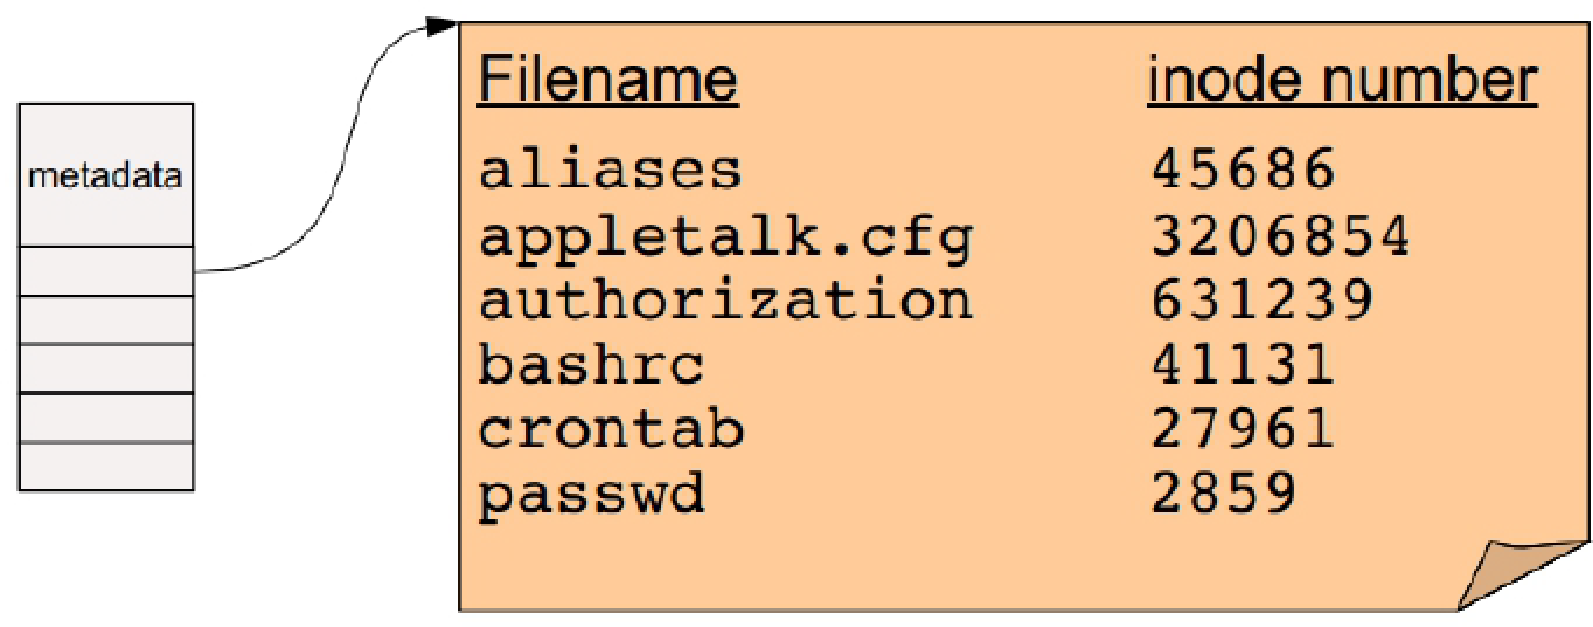 metadata
Filename inode number
aliases 45686
appletalk.cfg 3206854
authorization 631239
bashrc 41131
crontab 27961
passwd 2859